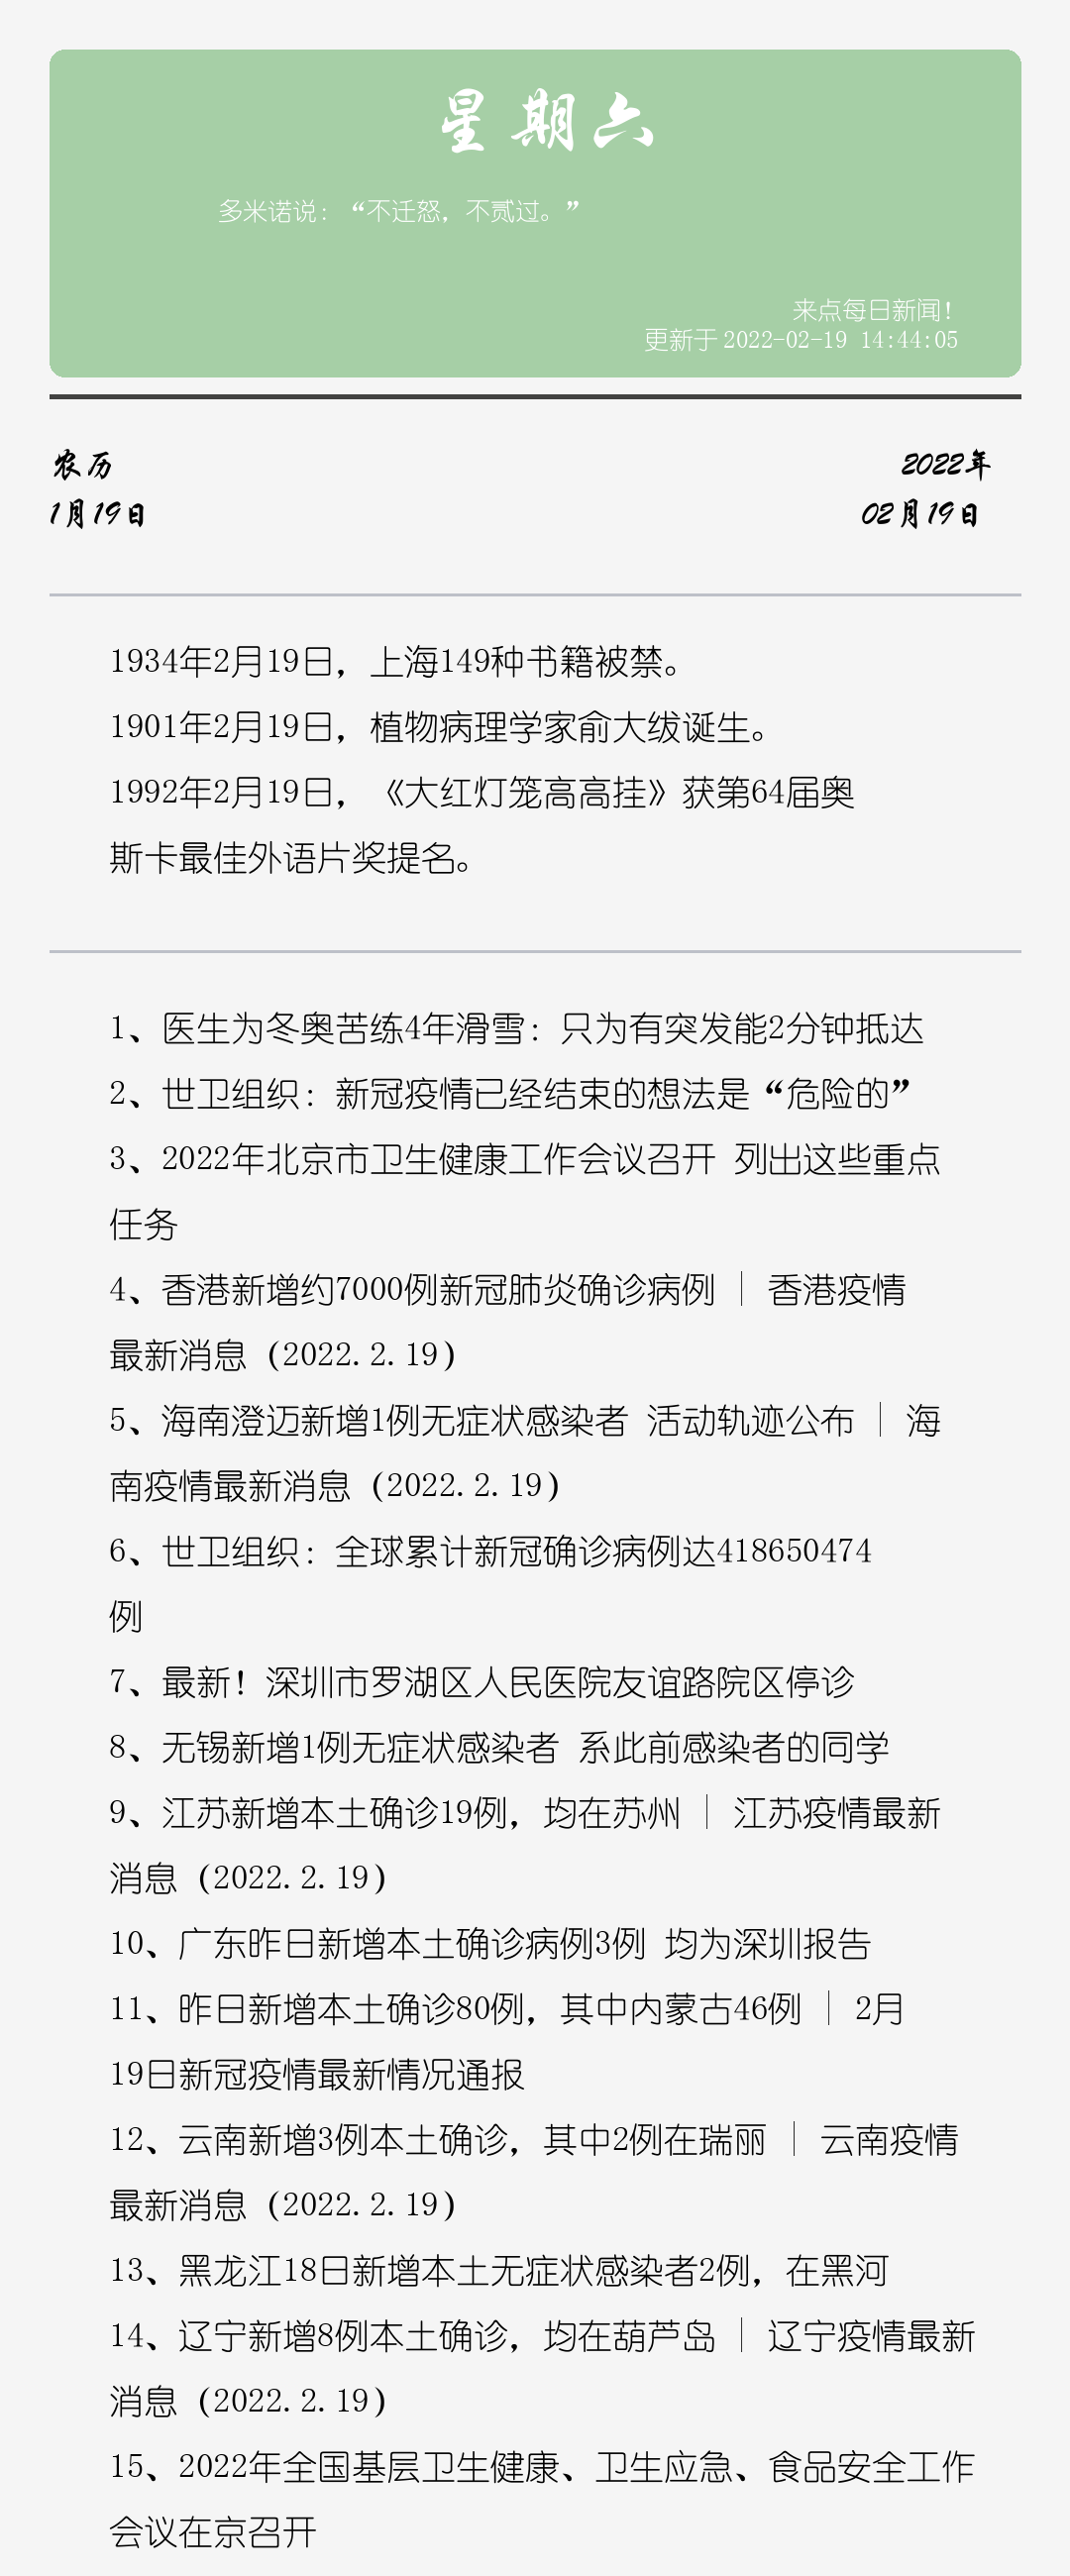 星期六
多米诺说：“不迁怒，不贰过。”
来点每日新闻！
更新于 2022-02-19 14:44:05
农历
2022年
1月19日
02月19日
1934年2月19日，上海149种书籍被禁。
1901年2月19日，植物病理学家俞大绂诞生。
1992年2月19日，《大红灯笼高高挂》获第64届奥
斯卡最佳外语片奖提名。
1、医生为冬奥苦练4年滑雪：只为有突发能2分钟抵达
2、世卫组织：新冠疫情已经结束的想法是“危险的”
3、2022年北京市卫生健康工作会议召开 列出这些重点
任务
4、香港新增约7000例新冠肺炎确诊病例｜香港疫情
最新消息（2022.2.19）
5、海南澄迈新增1例无症状感染者 活动轨迹公布｜海
南疫情最新消息（2022.2.19）
6、世卫组织：全球累计新冠确诊病例达418650474
例
7、最新！深圳市罗湖区人民医院友谊路院区停诊
8、无锡新增1例无症状感染者 系此前感染者的同学
9、江苏新增本土确诊19例，均在苏州｜江苏疫情最新
消息（2022.2.19）
10、广东昨日新增本土确诊病例3例 均为深圳报告
11、昨日新增本土确诊80例，其中内蒙古46例｜2月
19日新冠疫情最新情况通报
12、云南新增3例本土确诊，其中2例在瑞丽｜云南疫情
最新消息（2022.2.19）
13、黑龙江18日新增本土无症状感染者2例，在黑河
14、辽宁新增8例本土确诊，均在葫芦岛｜辽宁疫情最新
消息（2022.2.19）
15、2022年全国基层卫生健康、卫生应急、食品安全工作
会议在京召开